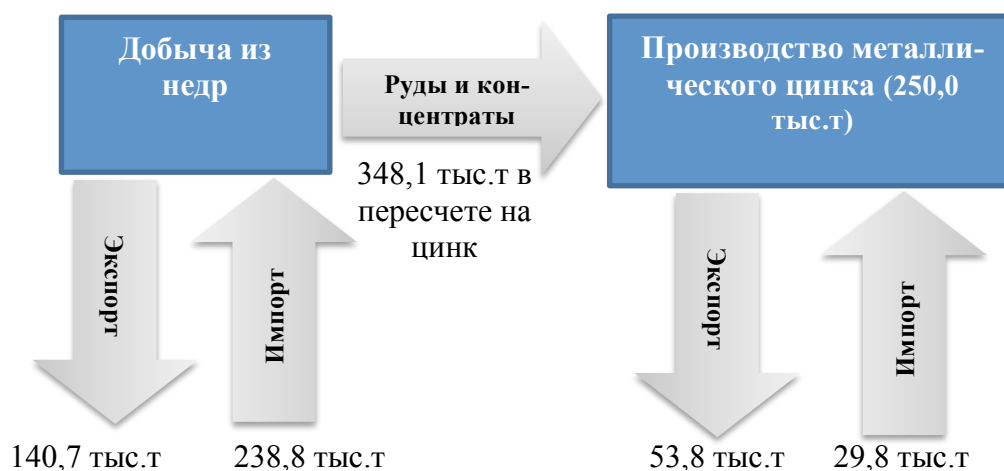 Добыча из
недр
Руды и кон-
центраты
348,1 тыс.т в
пересчете на
цинк
Производство металли-
ческого цинка (250,0
тыс.т)
Экспорт
Импорт
Экспорт
Импорт
140,7 тыс.т
238,8 тыс.т
53,8 тыс.т
29,8 тыс.т